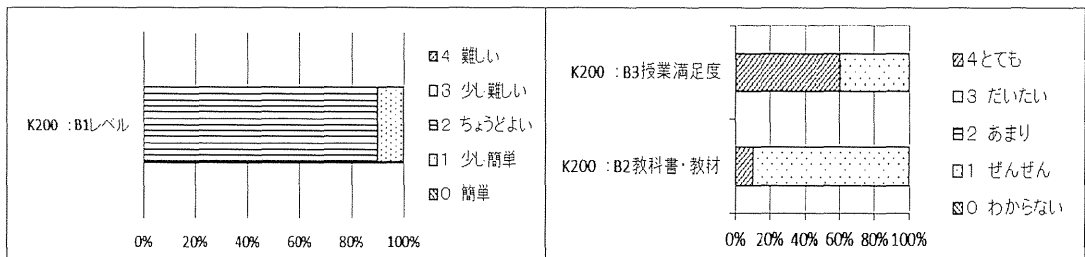 K200 :B1レベル
0% 20% 40% 60% 80% 100%
4 難しい
3 少し難しい
2 ちょうどよい
1 少し簡単
0 簡単
K200 :B3授業満足度
K200 :B2教科書・教材
0% 20% 40% 60% 80% 100%
4とても
3 だいたい
2 あまり
1 ぜんぜん
0 わからない